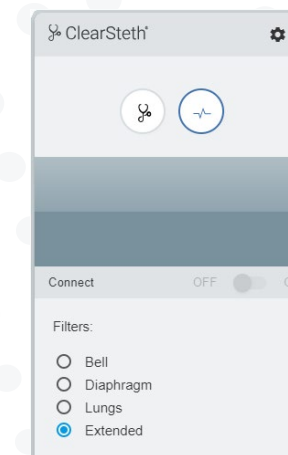 ClearSteth*
Connect OFF
Filters:
Bell
Diaphragm
Lungs
Extended